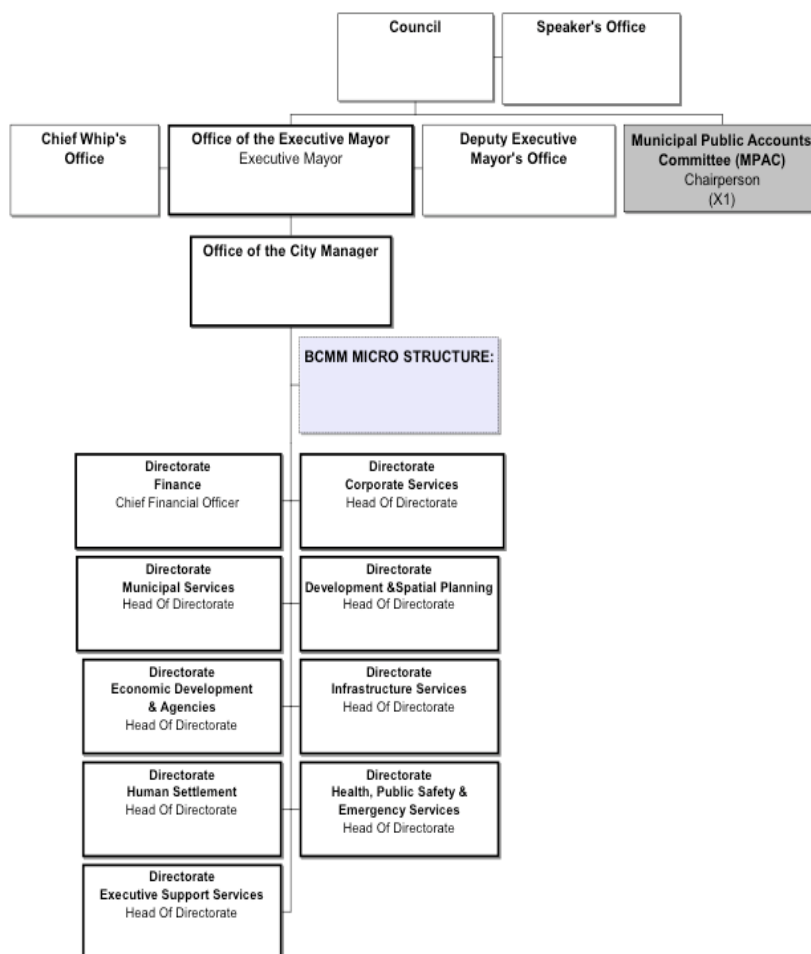 Council
Speaker's Office
Chief Whip's
Office
Office of the Executive Mayor
Executive Mayor
Deputy Executive
Mayor's Office
Municipal Public Accounts
Committee (MPAC)
Chairperson
(X1)
Office of the City Manager
BCMM MICRO STRUCTURE:
Directorate
Finance
Chief Financial Officer
Directorate
Corporate Services
Head Of Directorate
Directorate
Municipal Services
Head Of Directorate
Directorate
Development &Spatial Planning
Head Of Directorate
Directorate
Economic Development
& Agencies
Head Of Directorate
Directorate
Infrastructure Services
Head Of Directorate
Directorate
Human Settlement
Head Of Directorate
Directorate
Health, Public Safety &
Emergency Services
Head Of Directorate
Directorate
Executive Support Services
Head Of Directorate